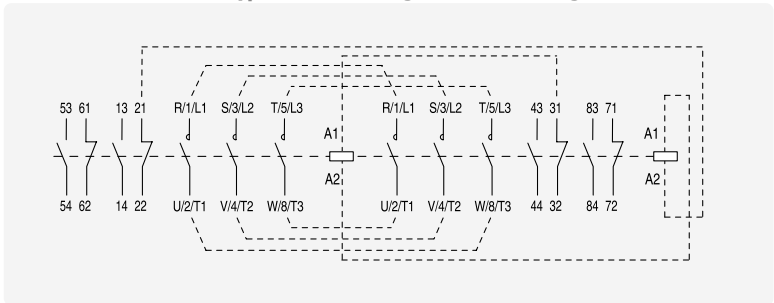 53 61 13 21 R/1/L1 S/3/L2 T/5/L3 R/1/L1 S/3/L2 T/5/L3 43 31 83 71
A1 A1
A2 A2
54 62 14 22 U/2/T1 V/4/T2 W/8/T3 U/2/T1 V/4/T2 W/8/T3 44 32 84 72